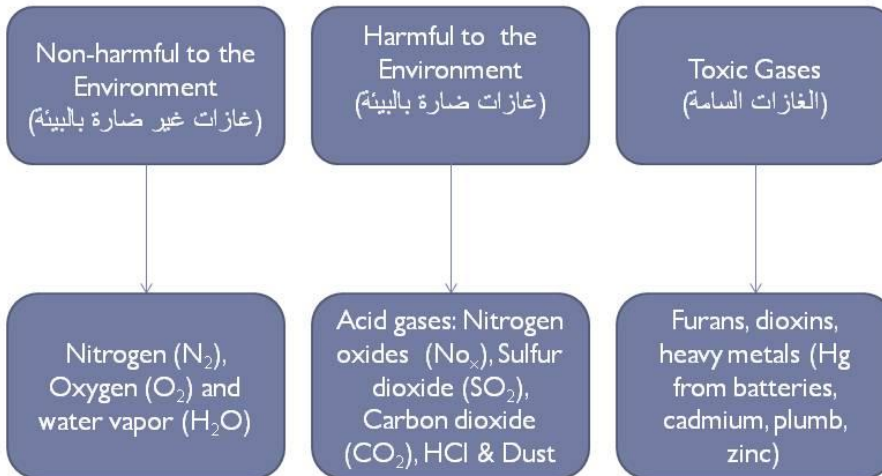 Non-harmful to the
Environment
(غازات غير ضارة بالبيئة)
Harmful to the
Environment
(غازات ضارة بالبيئة)
Toxic Gases
(الغازات السامة)
Nitrogen (N₂),
Oxygen (O₂) and
water vapor (H₂O)
Acid gases: Nitrogen
oxides (Noₓ), Sulfur
dioxide (SO₂),
Carbon dioxide
(CO₂), HCl & Dust
Furans, dioxins,
heavy metals (Hg
from batteries,
cadmium, plumb,
zinc)